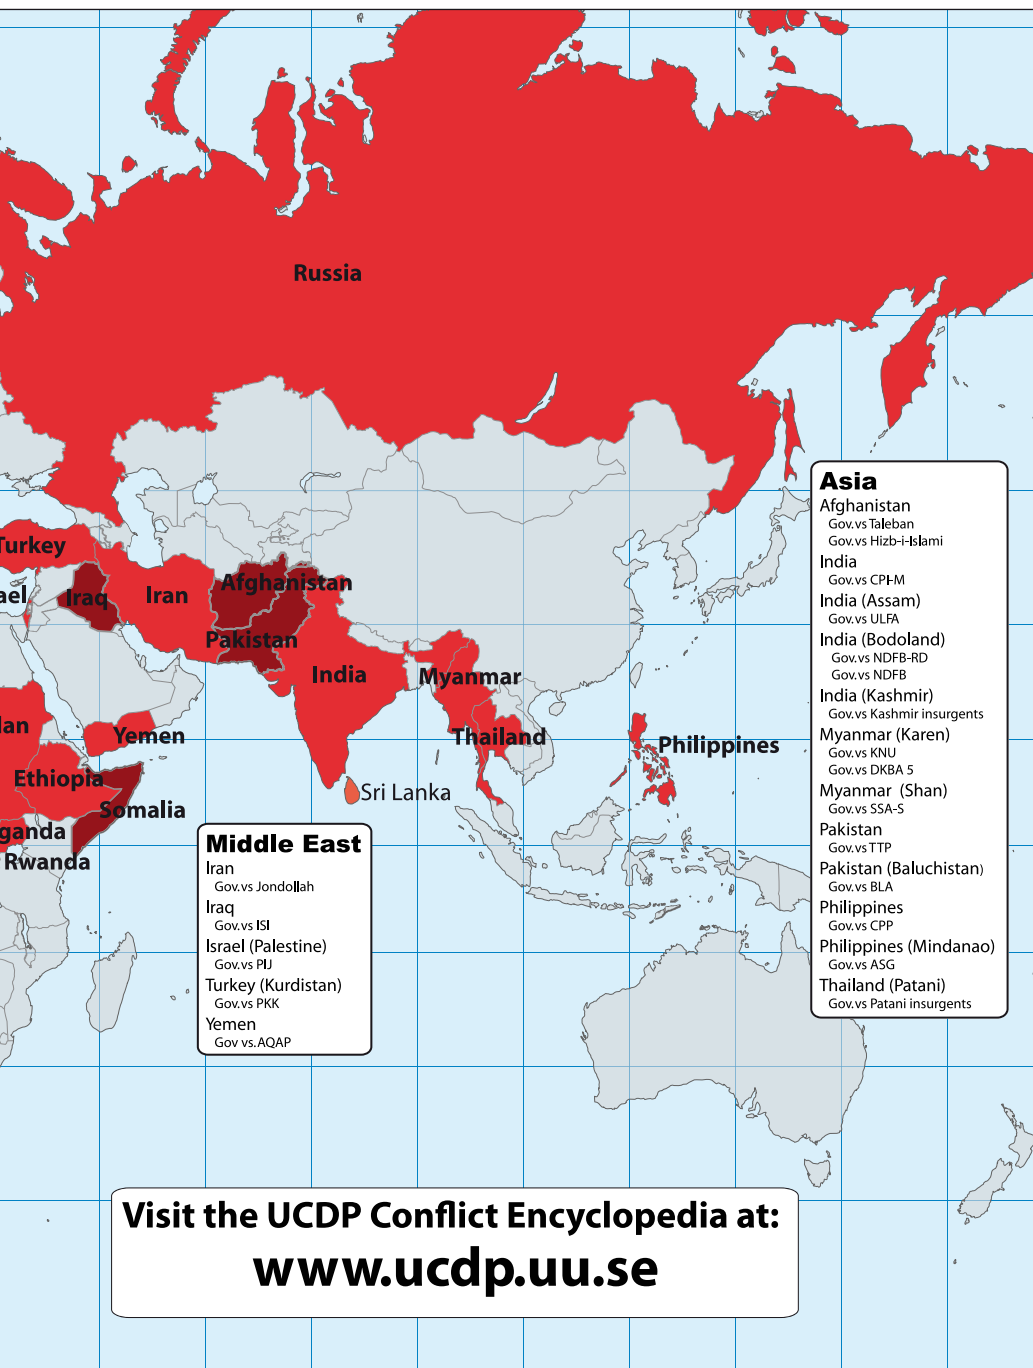 Russia
Turkey
ael
Iraq
Iran
Afghanistan
Pakistan
India
Myanmar
lan
Yemen
Thailand
Philippines
Ethiopia
Sri Lanka
Somalia
ganda
Rwanda
Asia
Afghanistan
Gov.vs Taleban
Gov.vs Hizb-i-Islami
India
Gov.vs CPI-M
India (Assam)
Gov.vs ULFA
India (Bodoland)
Gov.vs NDFB-RD
Gov.vs NDFB
India (Kashmir)
Gov.vs Kashmir insurgents
Myanmar (Karen)
Gov.vs KNU
Gov.vs DKBA 5
Myanmar (Shan)
Gov.vs SSA-S
Pakistan
Gov.vs TTP
Pakistan (Baluchistan)
Gov.vs BLA
Philippines
Gov.vs CPP
Philippines (Mindanao)
Gov.vs ASG
Thailand (Patani)
Gov.vs Patani insurgents
Middle East
Iran
Gov.vs Jondollah
Iraq
Gov.vs ISI
Israel (Palestine)
Gov.vs PIJ
Turkey (Kurdistan)
Gov.vs PKK
Yemen
Gov vs.AQAP
Visit the UCDP Conflict Encyclopedia at:
www.ucdp.uu.se